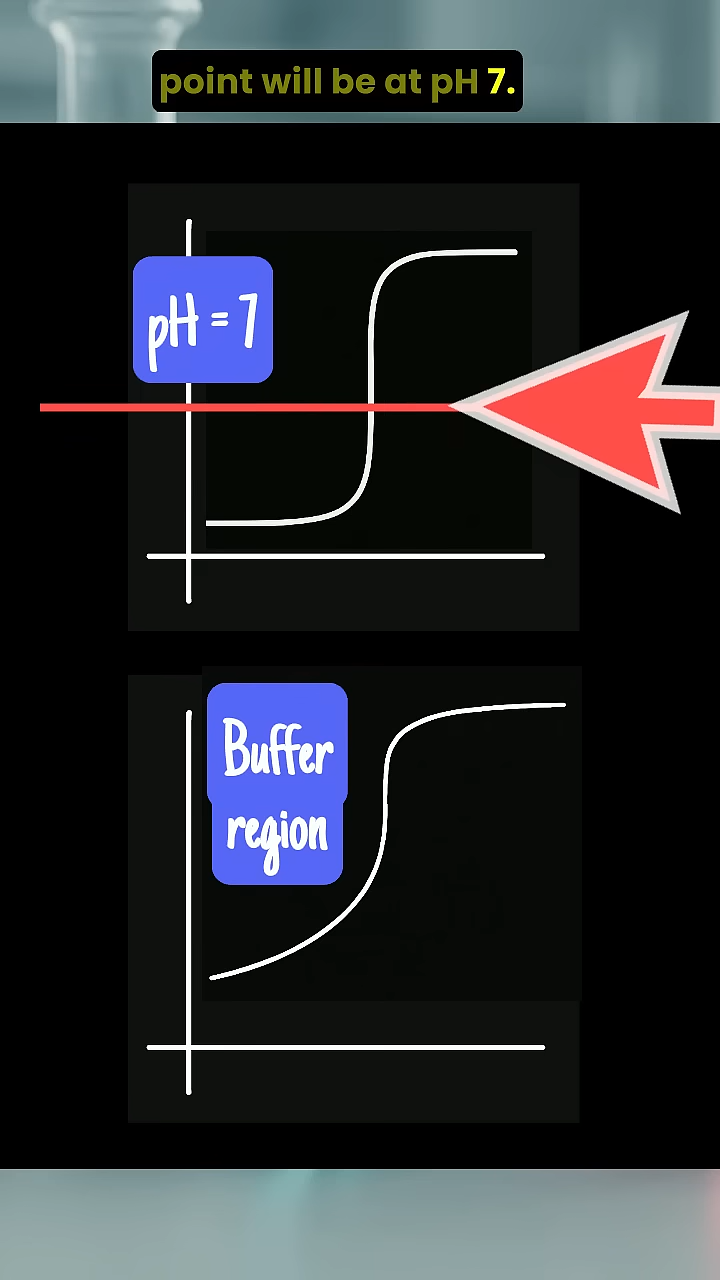 point will be at pH 7.
pH = 7
Buffer
region